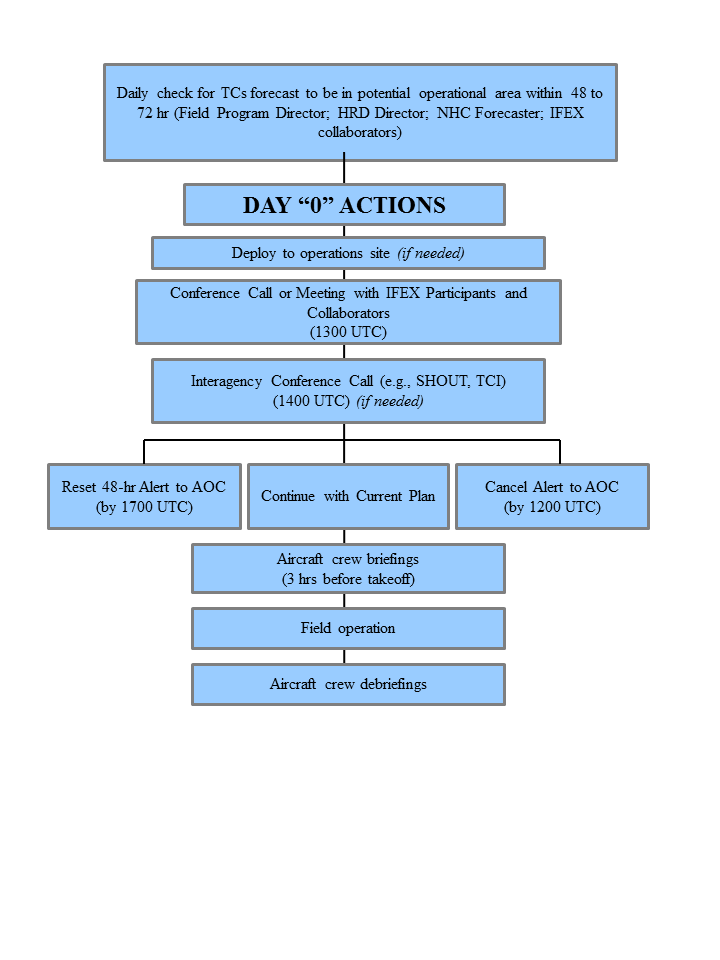 Daily check for TCs forecast to be in potential operational area within 48 to
72 hr (Field Program Director; HRD Director; NHC Forecaster; IFEX
collaborators)
DAY “0” ACTIONS
Deploy to operations site (if needed)
Conference Call or Meeting with IFEX Participants and
Collaborators
(1300 UTC)
Interagency Conference Call (e.g., SHOUT, TCI)
(1400 UTC) (if needed)
Reset 48-hr Alert to AOC
(by 1700 UTC)
Continue with Current Plan
Cancel Alert to AOC
(by 1200 UTC)
Aircraft crew briefings
(3 hrs before takeoff)
Field operation
Aircraft crew debriefings